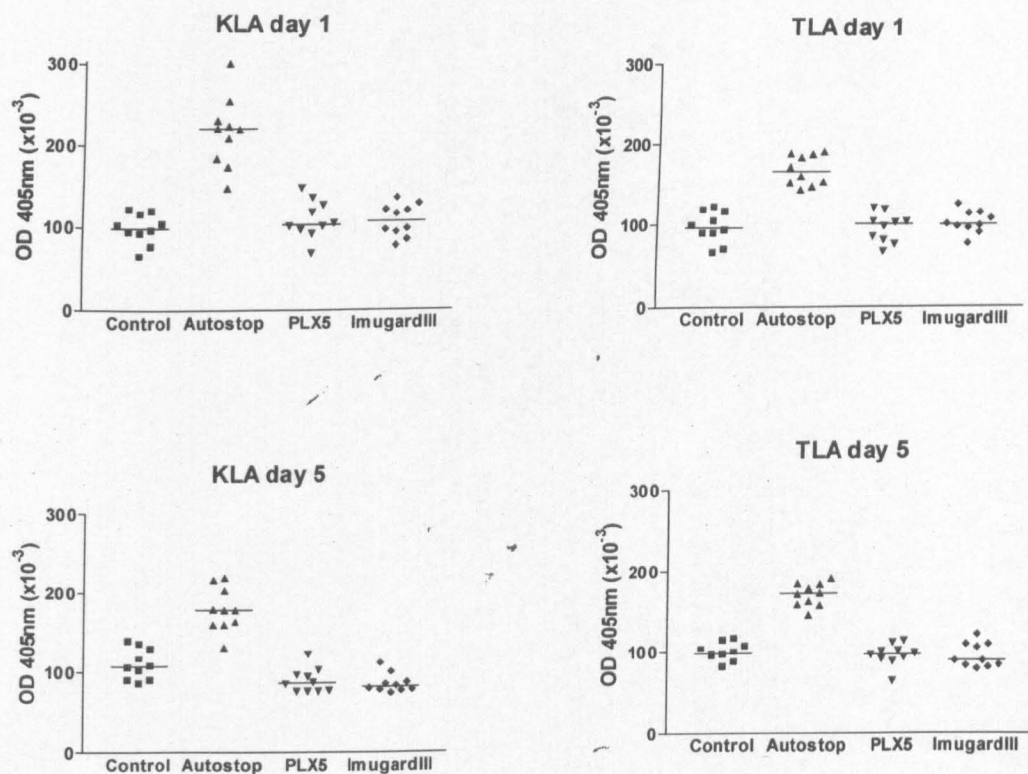 KLA day 1
OD 405nm (x10⁻³)
300
200
100
0
Control Autostop PLX5 ImugardIII
TLA day 1
OD 405nm (x10⁻³)
300
200
100
0
Control Autostop PLX5 ImugardIII
KLA day 5
OD 405nm (x10⁻³)
300
200
100
0
Control Autostop PLX5 ImugardIII
TLA day 5
OD 405nm (x10⁻³)
300
200
100
0
Control Autostop PLX5 ImugardIII